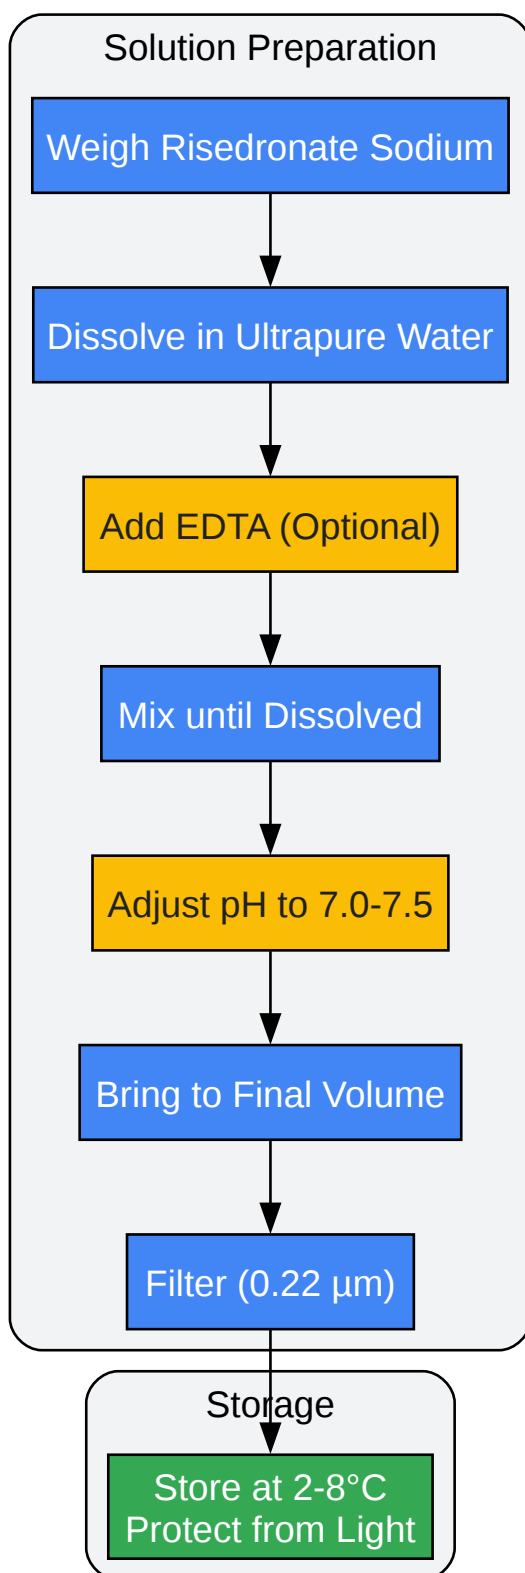 Solution Preparation
Weigh Risedronate Sodium
Dissolve in Ultrapure Water
Add EDTA (Optional)
Mix until Dissolved
Adjust pH to 7.0-7.5
Bring to Final Volume
Filter (0.22 µm)
Storage
Store at 2-8°C
Protect from Light